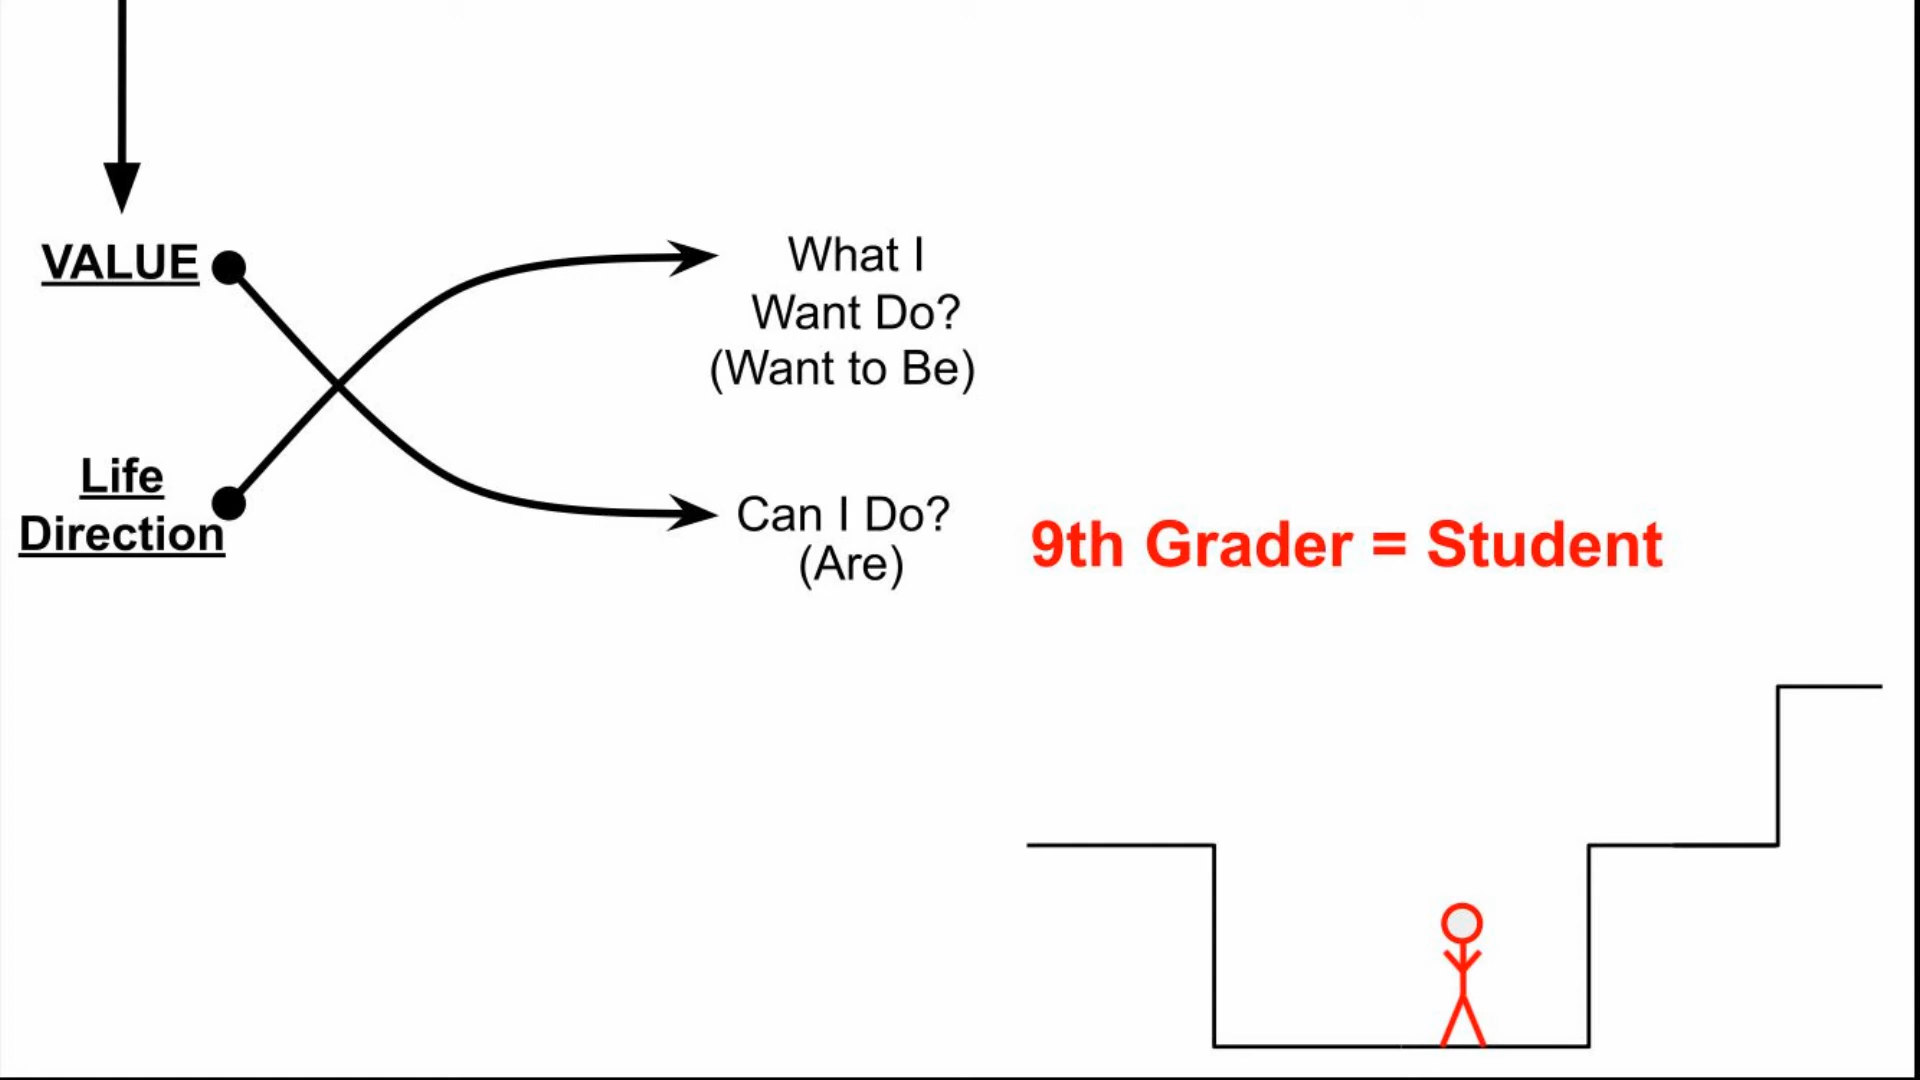 VALUE
What I
Want Do?
(Want to Be)
Life
Direction
Can I Do?
(Are)
9th Grader = Student